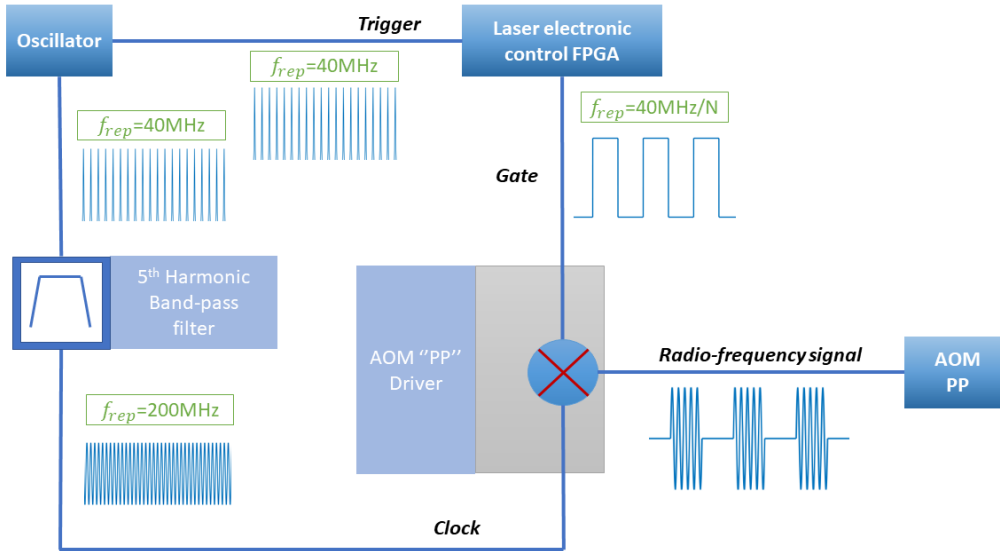 Oscillator
Trigger
Laser electronic
control FPGA
f_rep=40MHz
f_rep=40MHz
f_rep=40MHz/N
Gate
5th Harmonic
Band-pass
filter
AOM ‘‘PP’’
Driver
Radio-frequency signal
AOM
PP
f_rep=200MHz
Clock